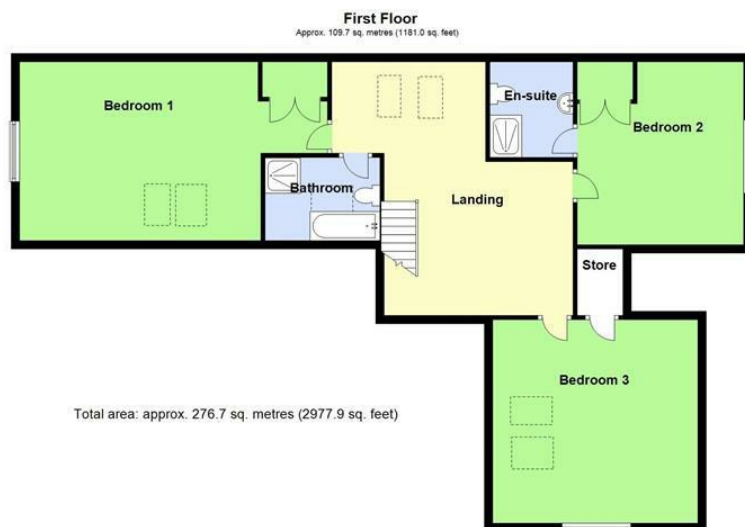 First Floor
Approx. 109.7 sq. metres (1181.0 sq. feet)
Bedroom 1
En-suite
Bedroom 2
Bathroom
Landing
Store
Bedroom 3
Total area: approx. 276.7 sq. metres (2977.9 sq. feet)